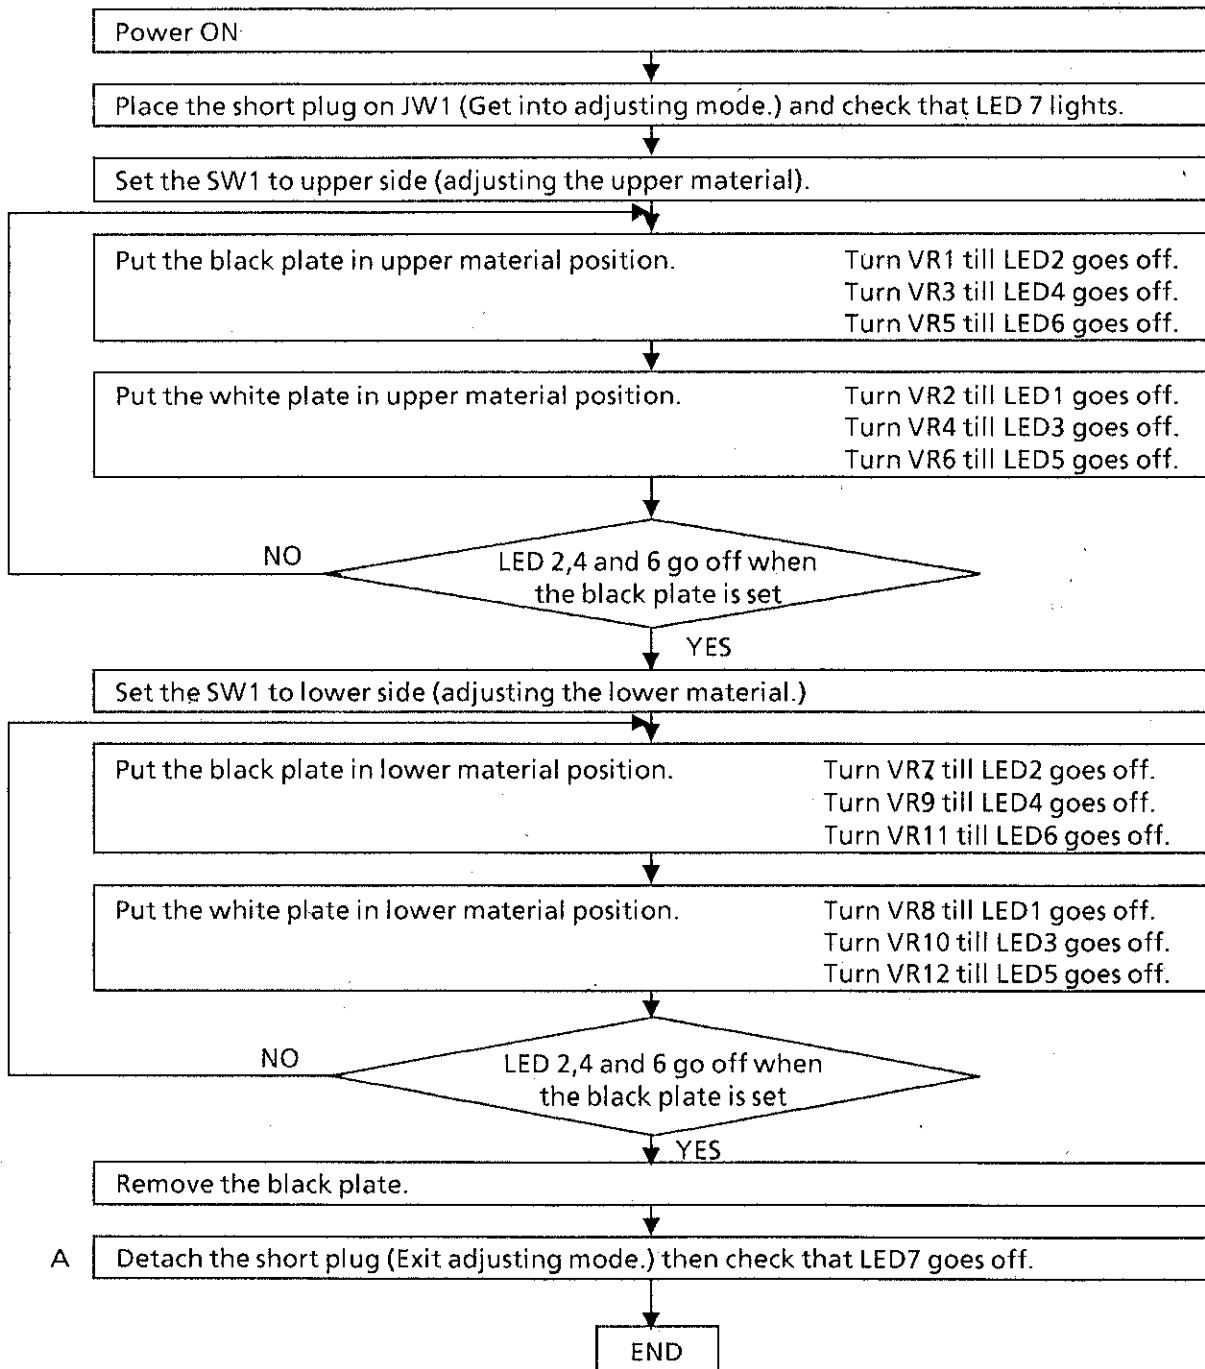 Power ON
Place the short plug on JW1 (Get into adjusting mode.) and check that LED 7 lights.
Set the SW1 to upper side (adjusting the upper material).
Put the black plate in upper material position. Turn VR1 till LED2 goes off.
Turn VR3 till LED4 goes off.
Turn VR5 till LED6 goes off.
Put the white plate in upper material position. Turn VR2 till LED1 goes off.
Turn VR4 till LED3 goes off.
Turn VR6 till LED5 goes off.
NO
LED 2,4 and 6 go off when
the black plate is set
YES
Set the SW1 to lower side (adjusting the lower material.)
Put the black plate in lower material position. Turn VR7 till LED2 goes off.
Turn VR9 till LED4 goes off.
Turn VR11 till LED6 goes off.
Put the white plate in lower material position. Turn VR8 till LED1 goes off.
Turn VR10 till LED3 goes off.
Turn VR12 till LED5 goes off.
NO
LED 2,4 and 6 go off when
the black plate is set
YES
Remove the black plate.
A Detach the short plug (Exit adjusting mode.) then check that LED7 goes off.
END